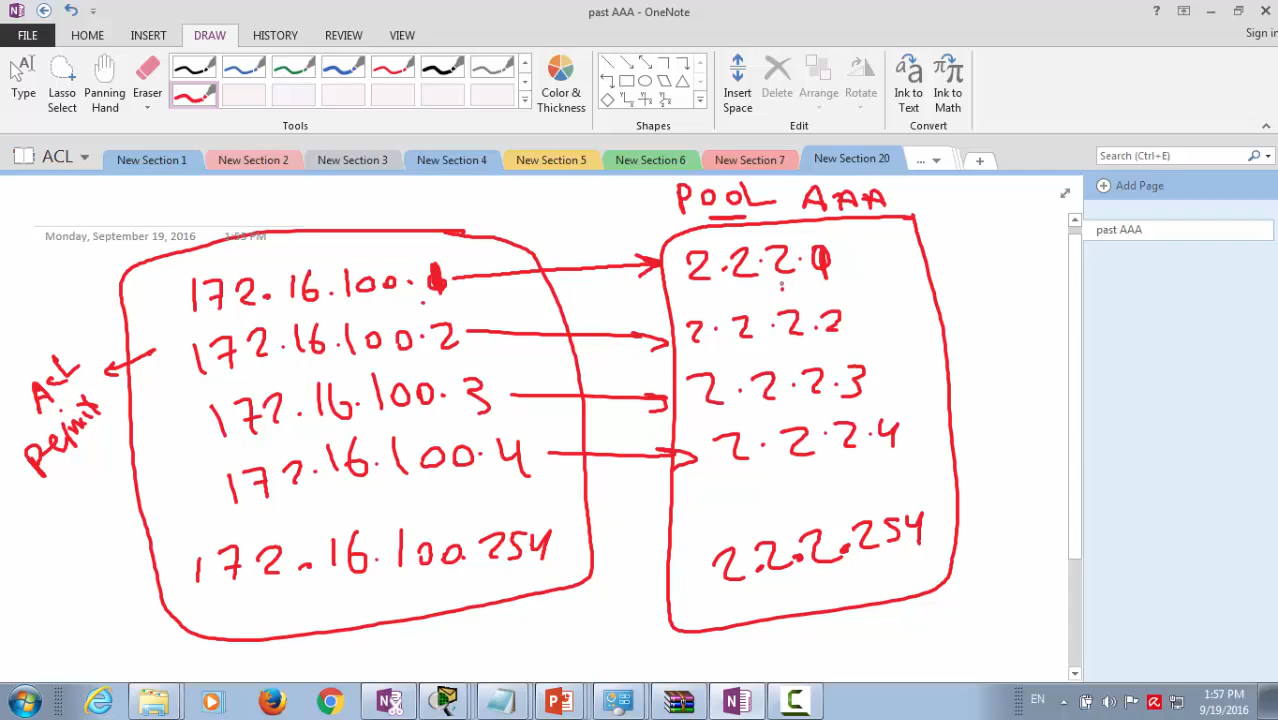 past AAA - OneNote
FILE HOME INSERT DRAW HISTORY REVIEW VIEW Sign in
Type Lasso Select Panning Hand Eraser
Color & Thickness
Insert Space Delete Arrange Rotate Ink to Text Ink to Math
Tools Shapes Edit Convert
ACL New Section 1 New Section 2 New Section 3 New Section 4 New Section 5 New Section 6 New Section 7 New Section 20 ... Search (Ctrl+E)
Add Page
past AAA
POOL AAA
Monday, September 19, 2016 1:55 PM
172.16.100.1 2.2.2.1
172.16.100.2 2.2.2.2
172.16.100.3 2.2.2.3
172.16.100.4 2.2.2.4
172.16.100.254 2.2.2.254
AcL
permit
EN 1:57 PM
9/19/2016